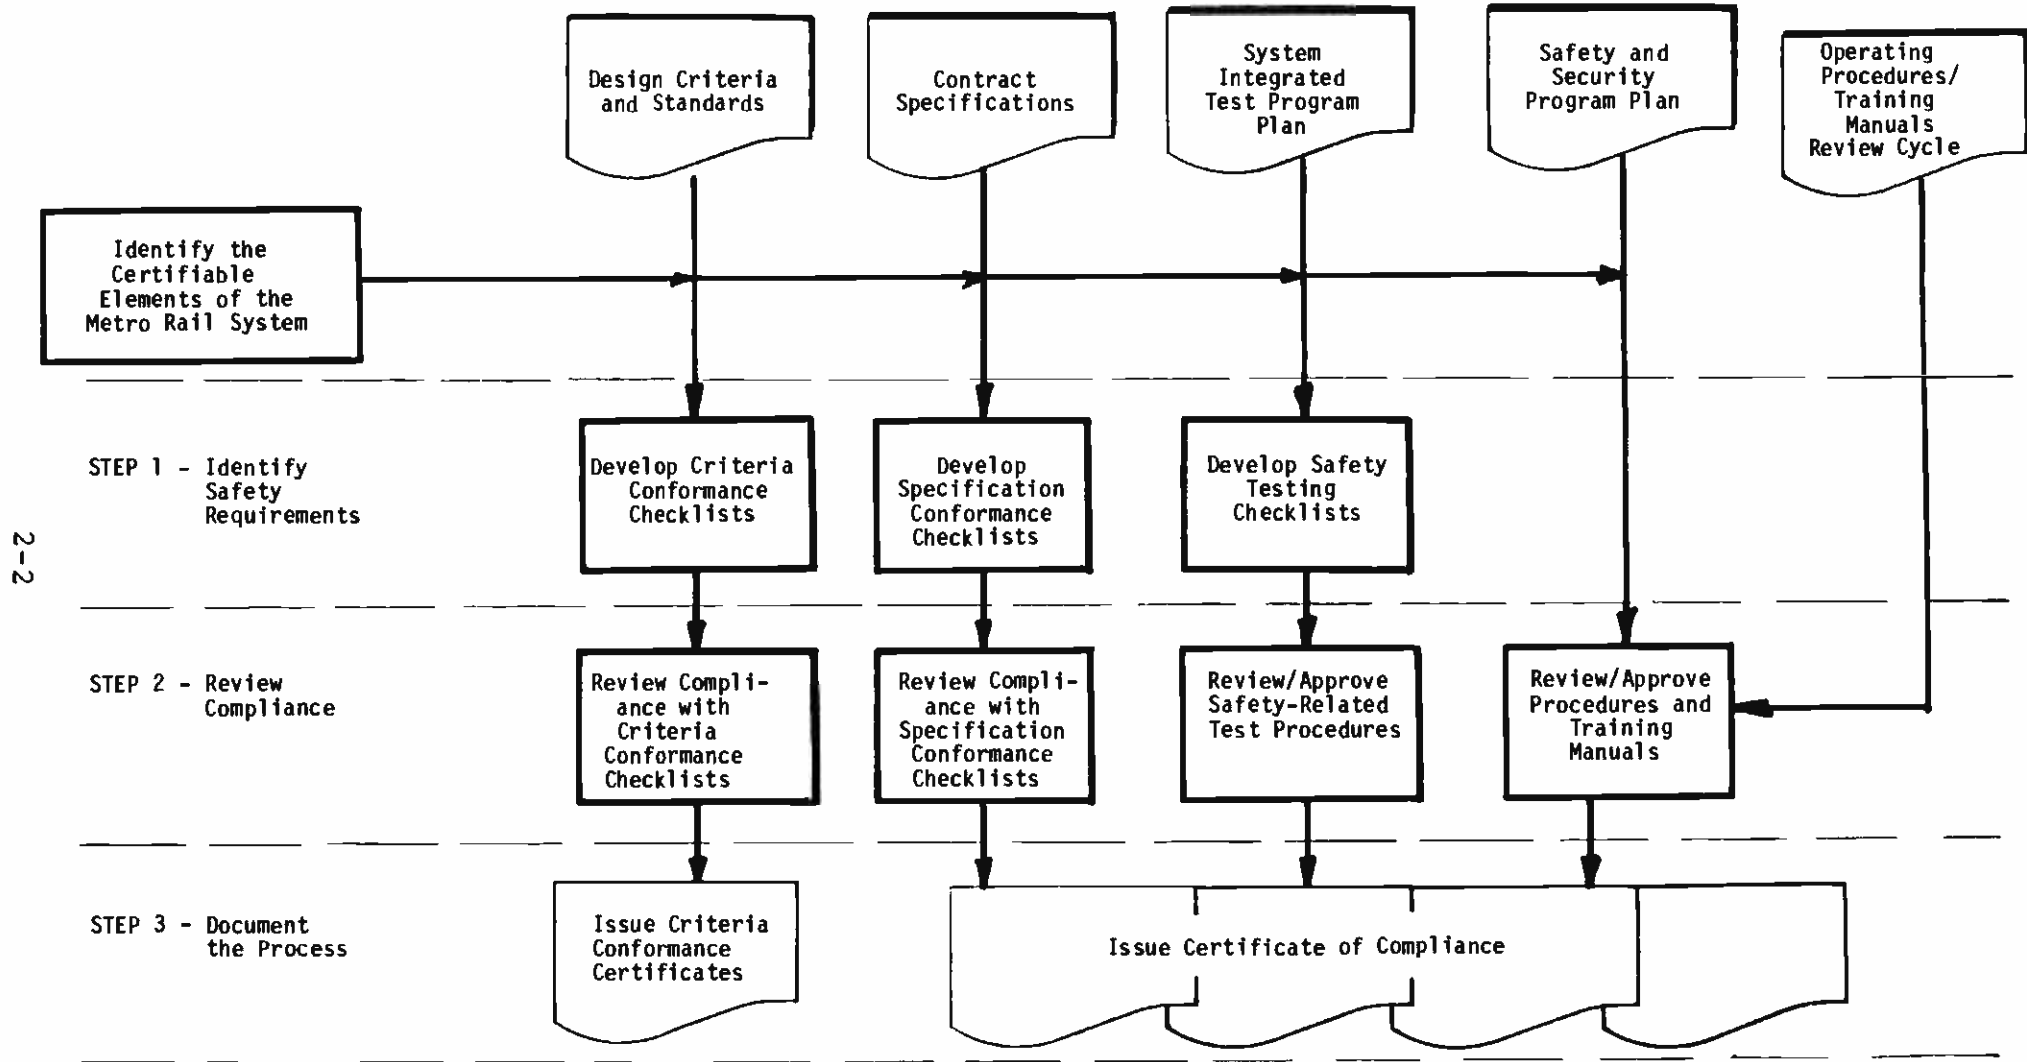 Design Criteria
and Standards
Contract
Specifications
System
Integrated
Test Program
Plan
Safety and
Security
Program Plan
Operating
Procedures/
Training
Manuals
Review Cycle
Identify the
Certifiable
Elements of the
Metro Rail System
STEP 1 - Identify
Safety
Requirements
Develop Criteria
Conformance
Checklists
Develop
Specification
Conformance
Checklists
Develop Safety
Testing
Checklists
2-2
STEP 2 - Review
Compliance
Review Compli-
ance with
Criteria
Conformance
Checklists
Review Compli-
ance with
Specification
Conformance
Checklists
Review/Approve
Safety-Related
Test Procedures
Review/Approve
Procedures and
Training
Manuals
STEP 3 - Document
the Process
Issue Criteria
Conformance
Certificates
Issue Certificate of Compliance